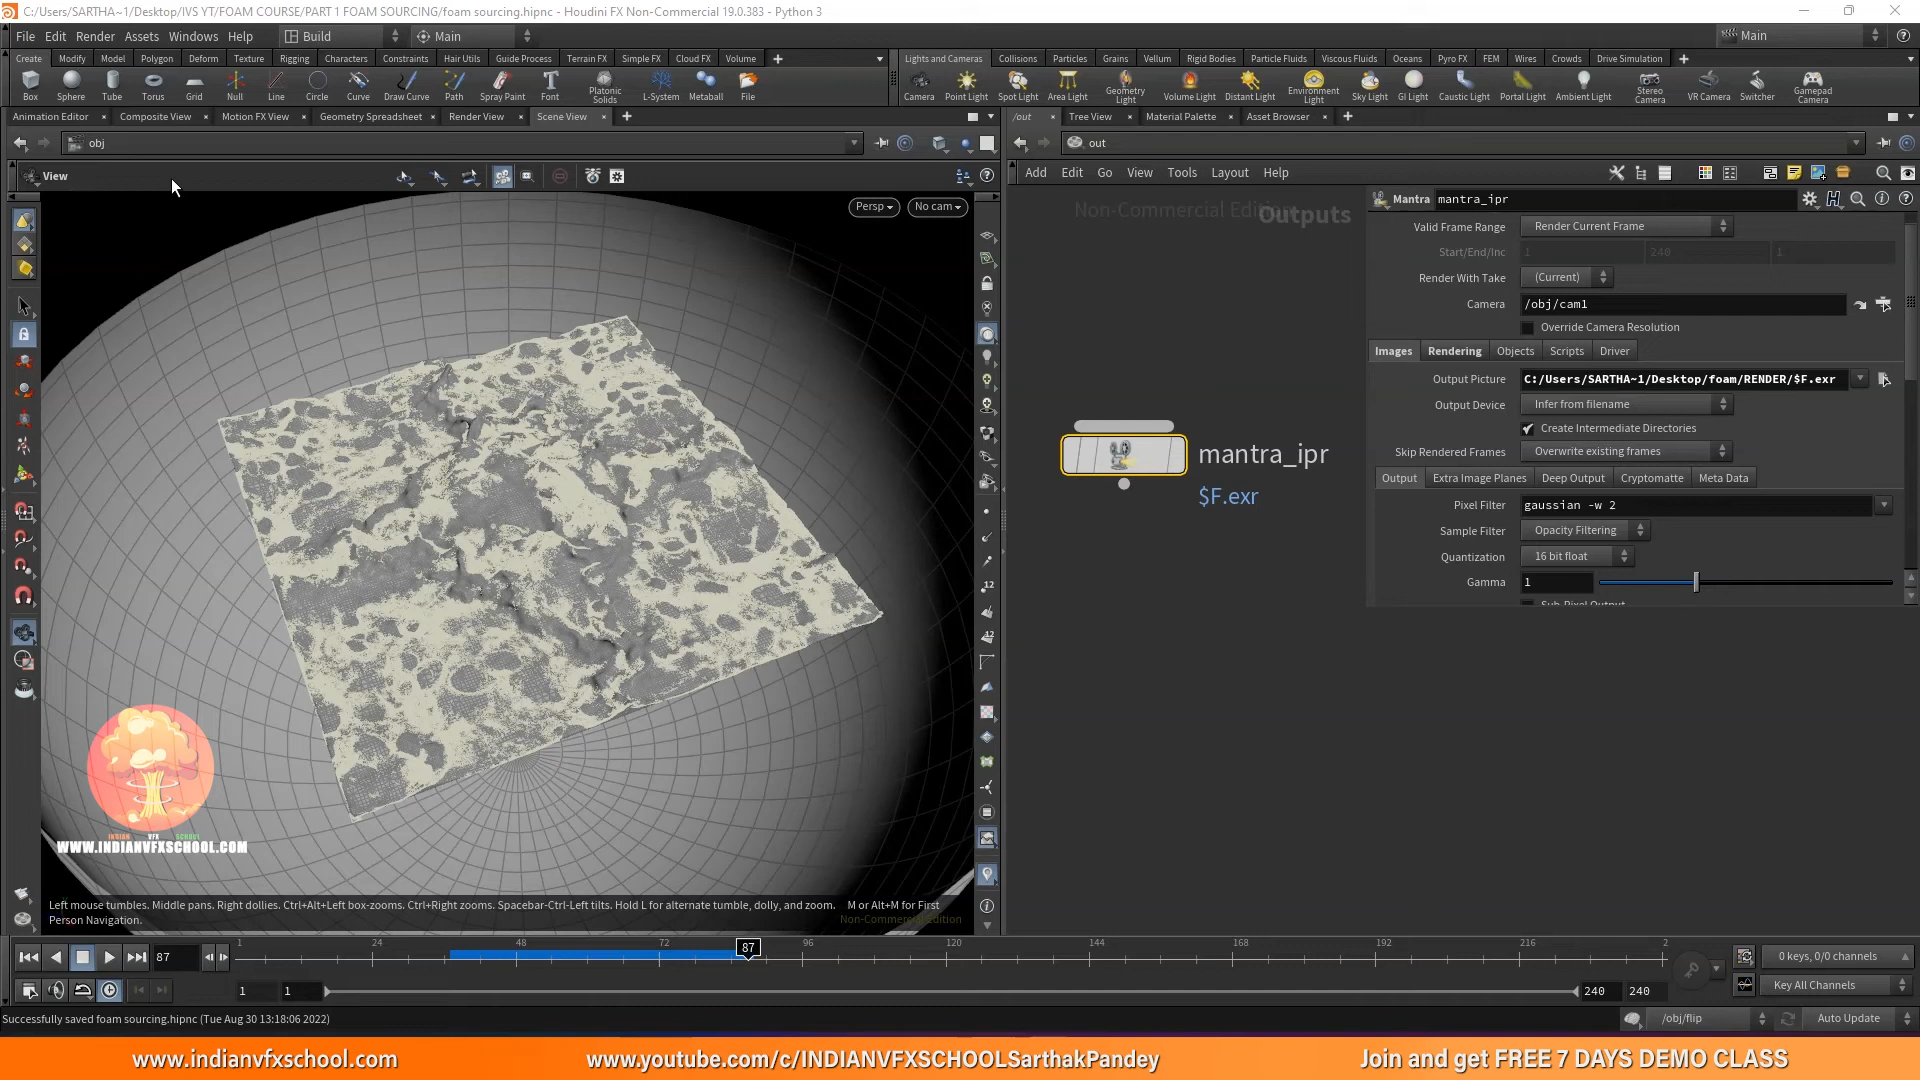 C:/Users/SARTHA~1/Desktop/IVS YT/FOAM COURSE/PART 1 FOAM SOURCING/foam sourcing.hipnc - Houdini FX Non-Commercial 19.0.383 - Python 3
File Edit Render Assets Windows Help Build Main Main
Create Modify Model Polygon Deform Texture Rigging Characters Constraints Hair Utils Guide Process Terrain FX Simple FX Cloud FX Volume
Lights and Cameras Collisions Particles Grains Vellum Rigid Bodies Particle Fluids Viscous Fluids Oceans Pyro FX FEM Wires Crowds Drive Simulation
Box Sphere Tube Torus Grid Null Line Circle Curve Draw Curve Path Spray Paint Font Platonic Solids L-System Metaball File
Camera Point Light Spot Light Area Light Geometry Light Volume Light Distant Light Environment Light Sky Light GI Light Caustic Light Portal Light Ambient Light Stereo Camera VR Camera Switcher Gamepad Camera
Animation Editor Composite View Motion FX View Geometry Spreadsheet Render View Scene View
/out Tree View Material Palette Asset Browser
obj
out
View
Add Edit Go View Tools Layout Help
Persp No cam
Non-Commercial Edition
Outputs
Mantra mantra_ipr
Valid Frame Range Render Current Frame
Start/End/Inc 1 240 1
Render With Take (Current)
Camera /obj/cam1
Override Camera Resolution
Images Rendering Objects Scripts Driver
Output Picture C:/Users/SARTHA~1/Desktop/foam/RENDER/$F.exr
Output Device Infer from filename
Create Intermediate Directories
Skip Rendered Frames Overwrite existing frames
Output Extra Image Planes Deep Output Cryptomatte Meta Data
Pixel Filter gaussian -w 2
Sample Filter Opacity Filtering
Quantization 16 bit float
Gamma 1
Sub-Pixel Output
mantra_ipr
$F.exr
INDIAN VFX SCHOOL
WWW.INDIANVFXSCHOOL.COM
Left mouse tumbles. Middle pans. Right dollies. Ctrl+Alt+Left box-zooms. Ctrl+Right zooms. Spacebar-Ctrl-Left tilts. Hold L for alternate tumble, dolly, and zoom. M or Alt+M for First
Person Navigation.
Non-Commercial Edition
87
1 24 48 72 87 96 120 144 168 192 216 2
0 keys, 0/0 channels
1 1 240 240
Key All Channels
Successfully saved foam sourcing.hipnc (Tue Aug 30 13:18:06 2022)
/obj/flip
Auto Update
www.indianvfxschool.com
www.youtube.com/c/INDIANVFXSCHOOLSarthakPandey
Join and get FREE 7 DAYS DEMO CLASS